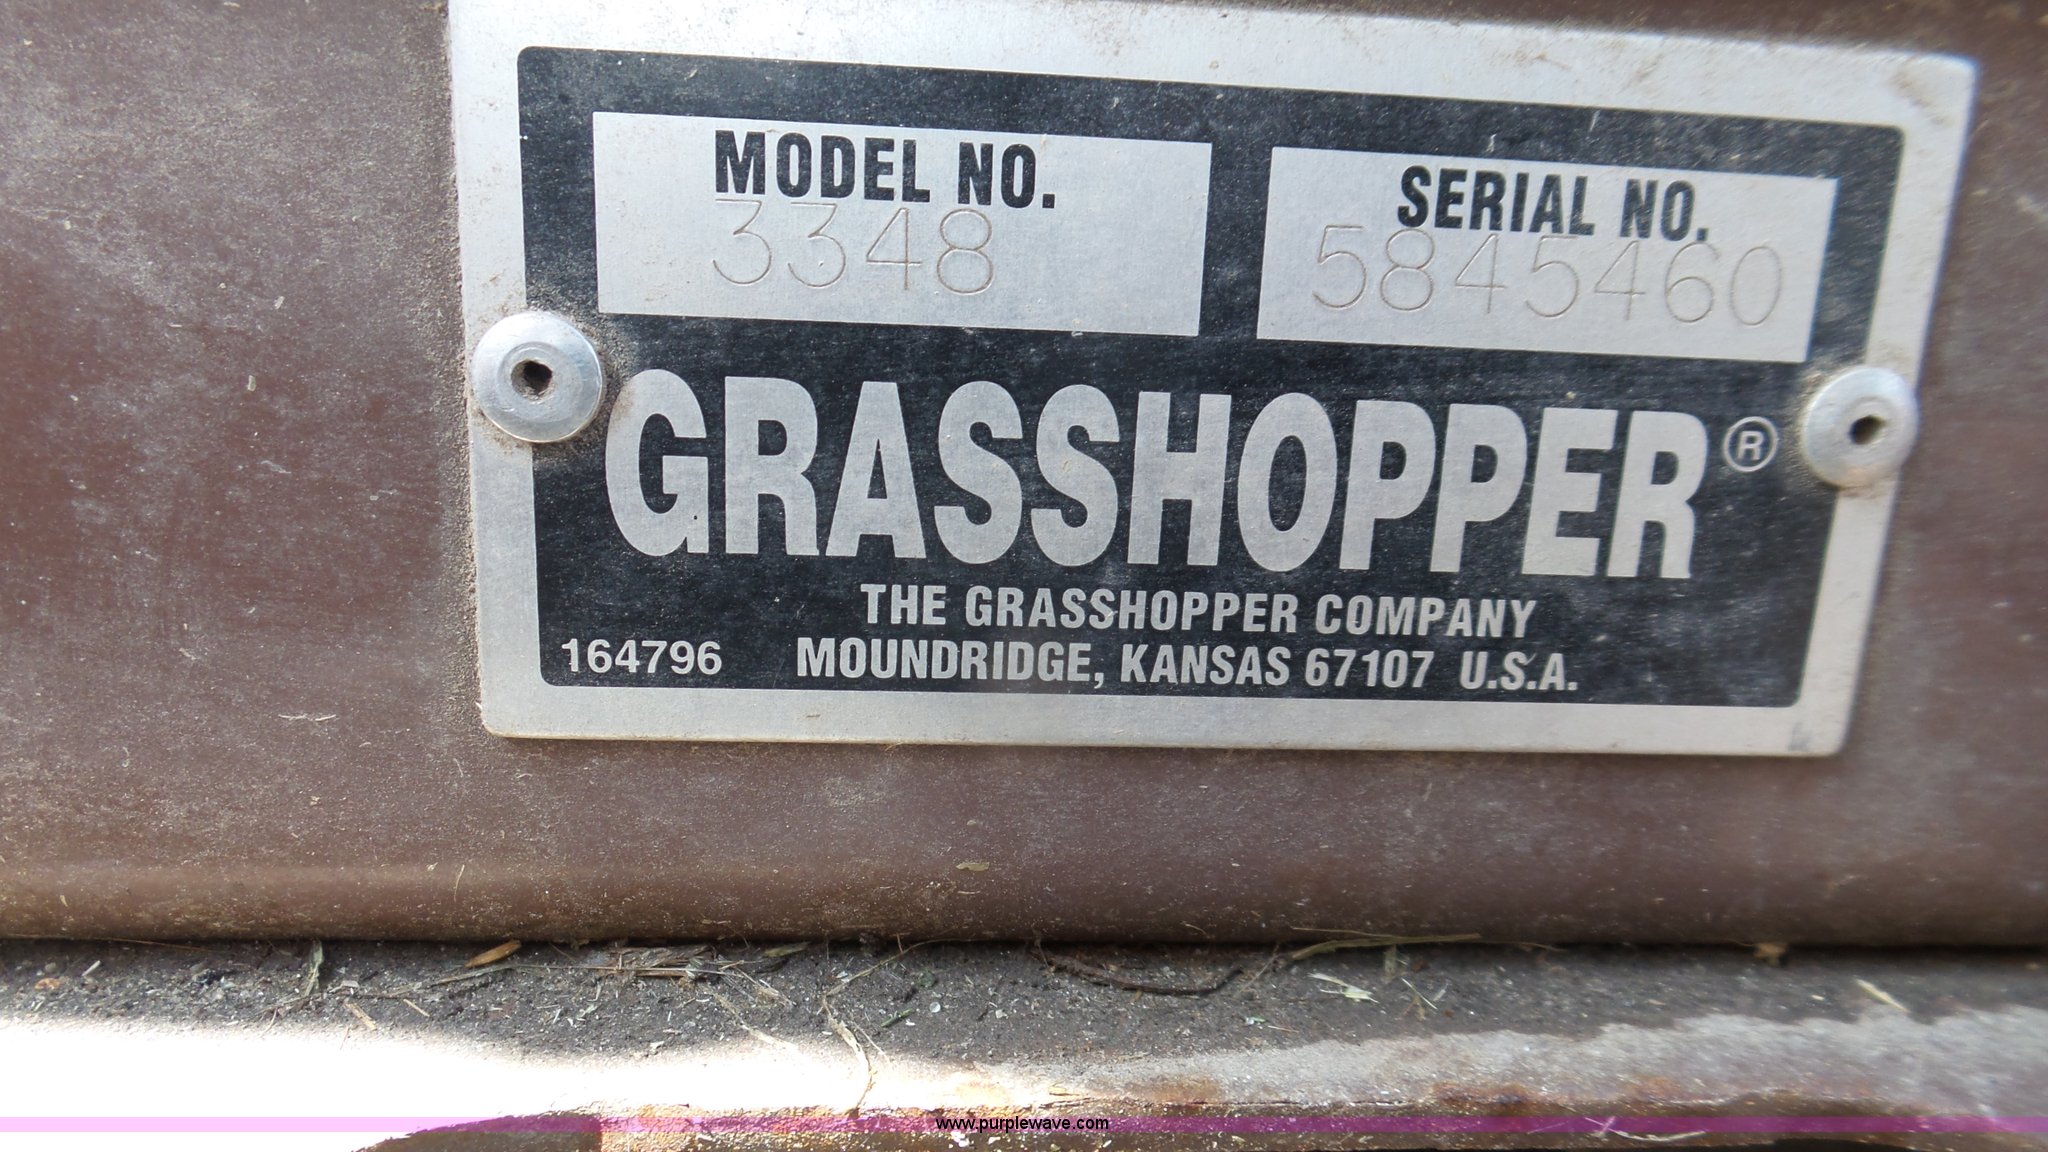 MODEL NO.
3348
SERIAL NO.
5845460
GRASSHOPPER®
THE GRASSHOPPER COMPANY
164796 MOUNDRIDGE, KANSAS 67107 U.S.A.
www.purplewave.com